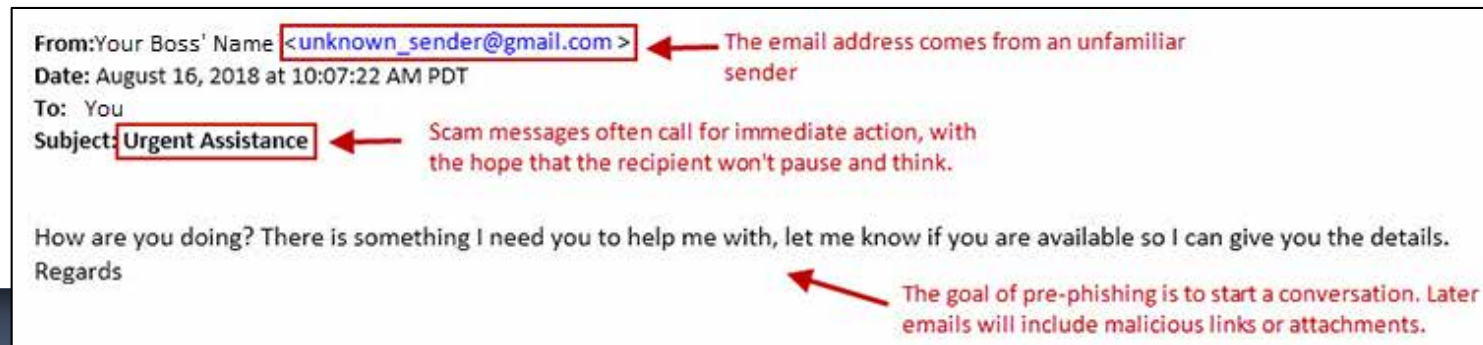 From:Your Boss' Name <unknown_sender@gmail.com >
The email address comes from an unfamiliar
sender
Date: August 16, 2018 at 10:07:22 AM PDT
To: You
Subject: Urgent Assistance
Scam messages often call for immediate action, with
the hope that the recipient won't pause and think.
How are you doing? There is something I need you to help me with, let me know if you are available so I can give you the details.
Regards
The goal of pre-phishing is to start a conversation. Later
emails will include malicious links or attachments.